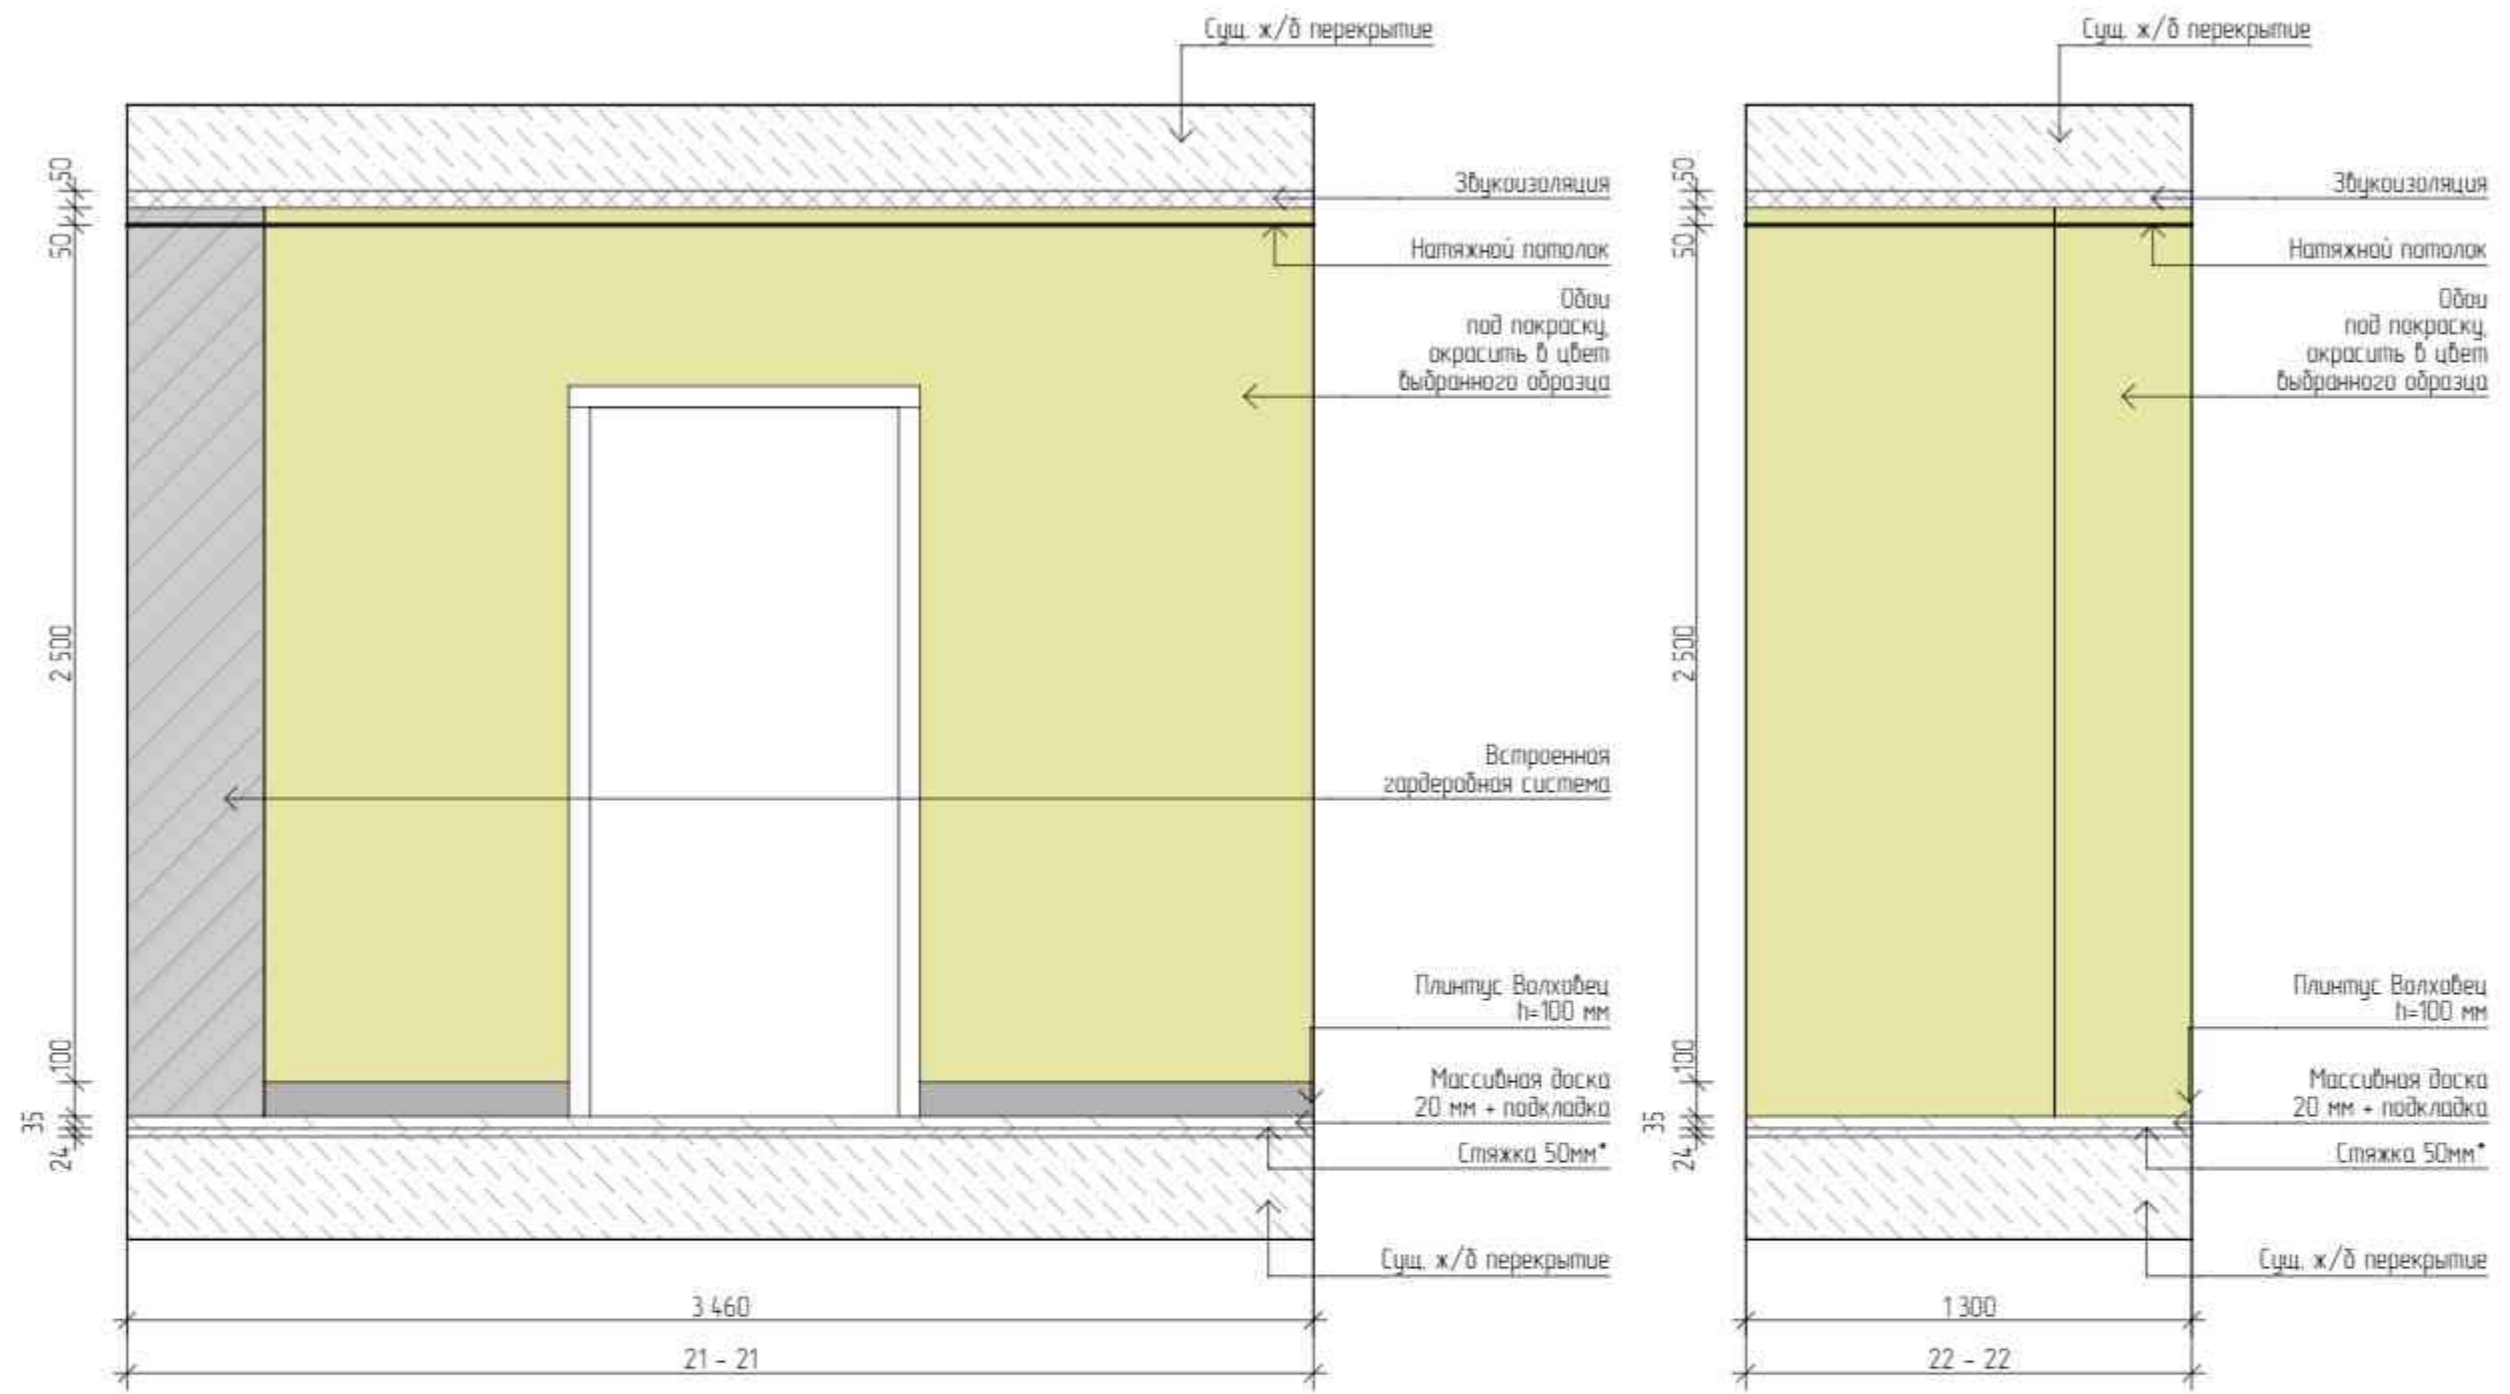 Сущ. ж/б перекрытие
50
Звукоизоляция
50
Натяжной потолок
Обои
под покраску,
окрасить в цвет
выбранного образца
2 500
Встроенная
гардеробная система
Плинтус Волховец
h=100 мм
100
Массивная доска
20 мм + подкладка
35
24
Стяжка 50мм*
Сущ. ж/б перекрытие
3 460
21 - 21
Сущ. ж/б перекрытие
50
Звукоизоляция
50
Натяжной потолок
Обои
под покраску,
окрасить в цвет
выбранного образца
2 500
Плинтус Волховец
h=100 мм
100
Массивная доска
20 мм + подкладка
35
24
Стяжка 50мм*
Сущ. ж/б перекрытие
1 300
22 - 22